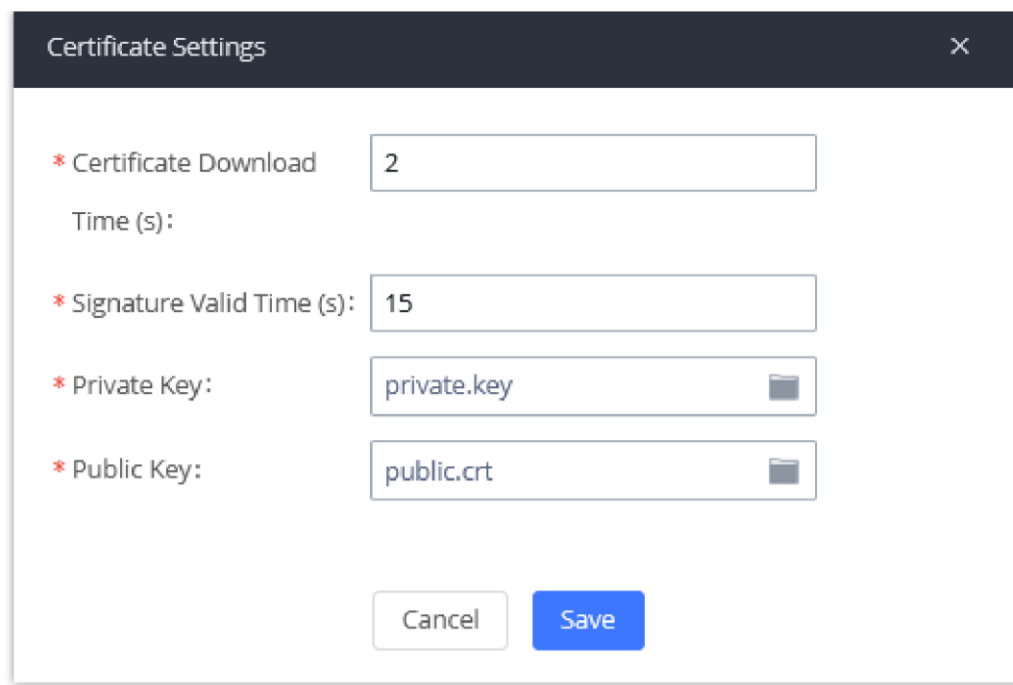 Certificate Settings
* Certificate Download
Time (s):
2
* Signature Valid Time (s):
15
* Private Key:
private.key
* Public Key:
public.crt
Cancel
Save